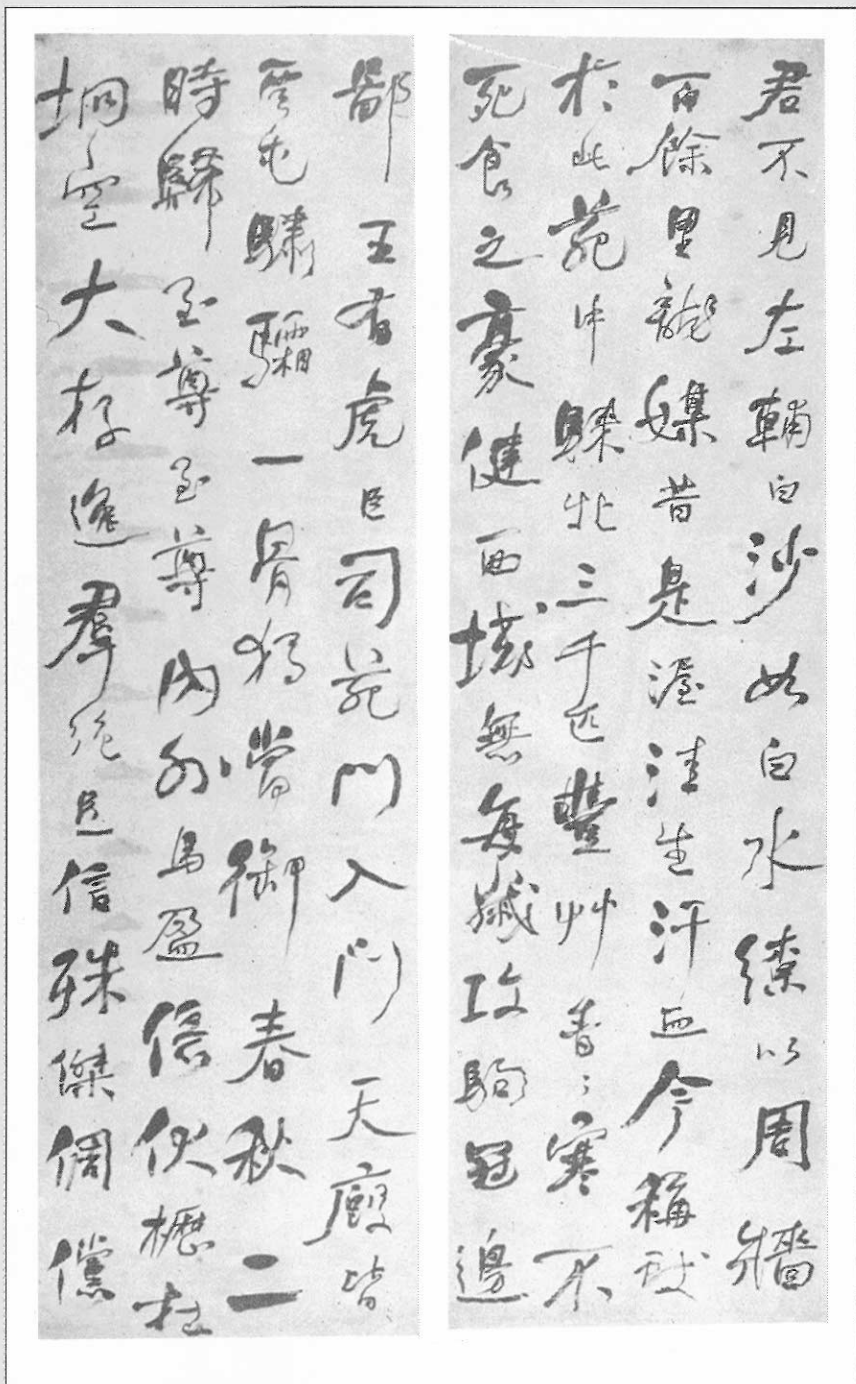 君不見左輔白沙如白水繚以周牆
百餘里龍媒昔是渥洼生汗血今稱献
於此苑中騋牝三千匹豐艸青〻寒不
死食之豪健西域無每歲攻駒冠邊
鄙王有虎臣司苑門入門天廄皆
雲屯驌驦一骨獨當御春秋二
時歸至尊至尊內外馬盈億伏櫪在
坰空大存逸羣絕足信殊傑倜儻